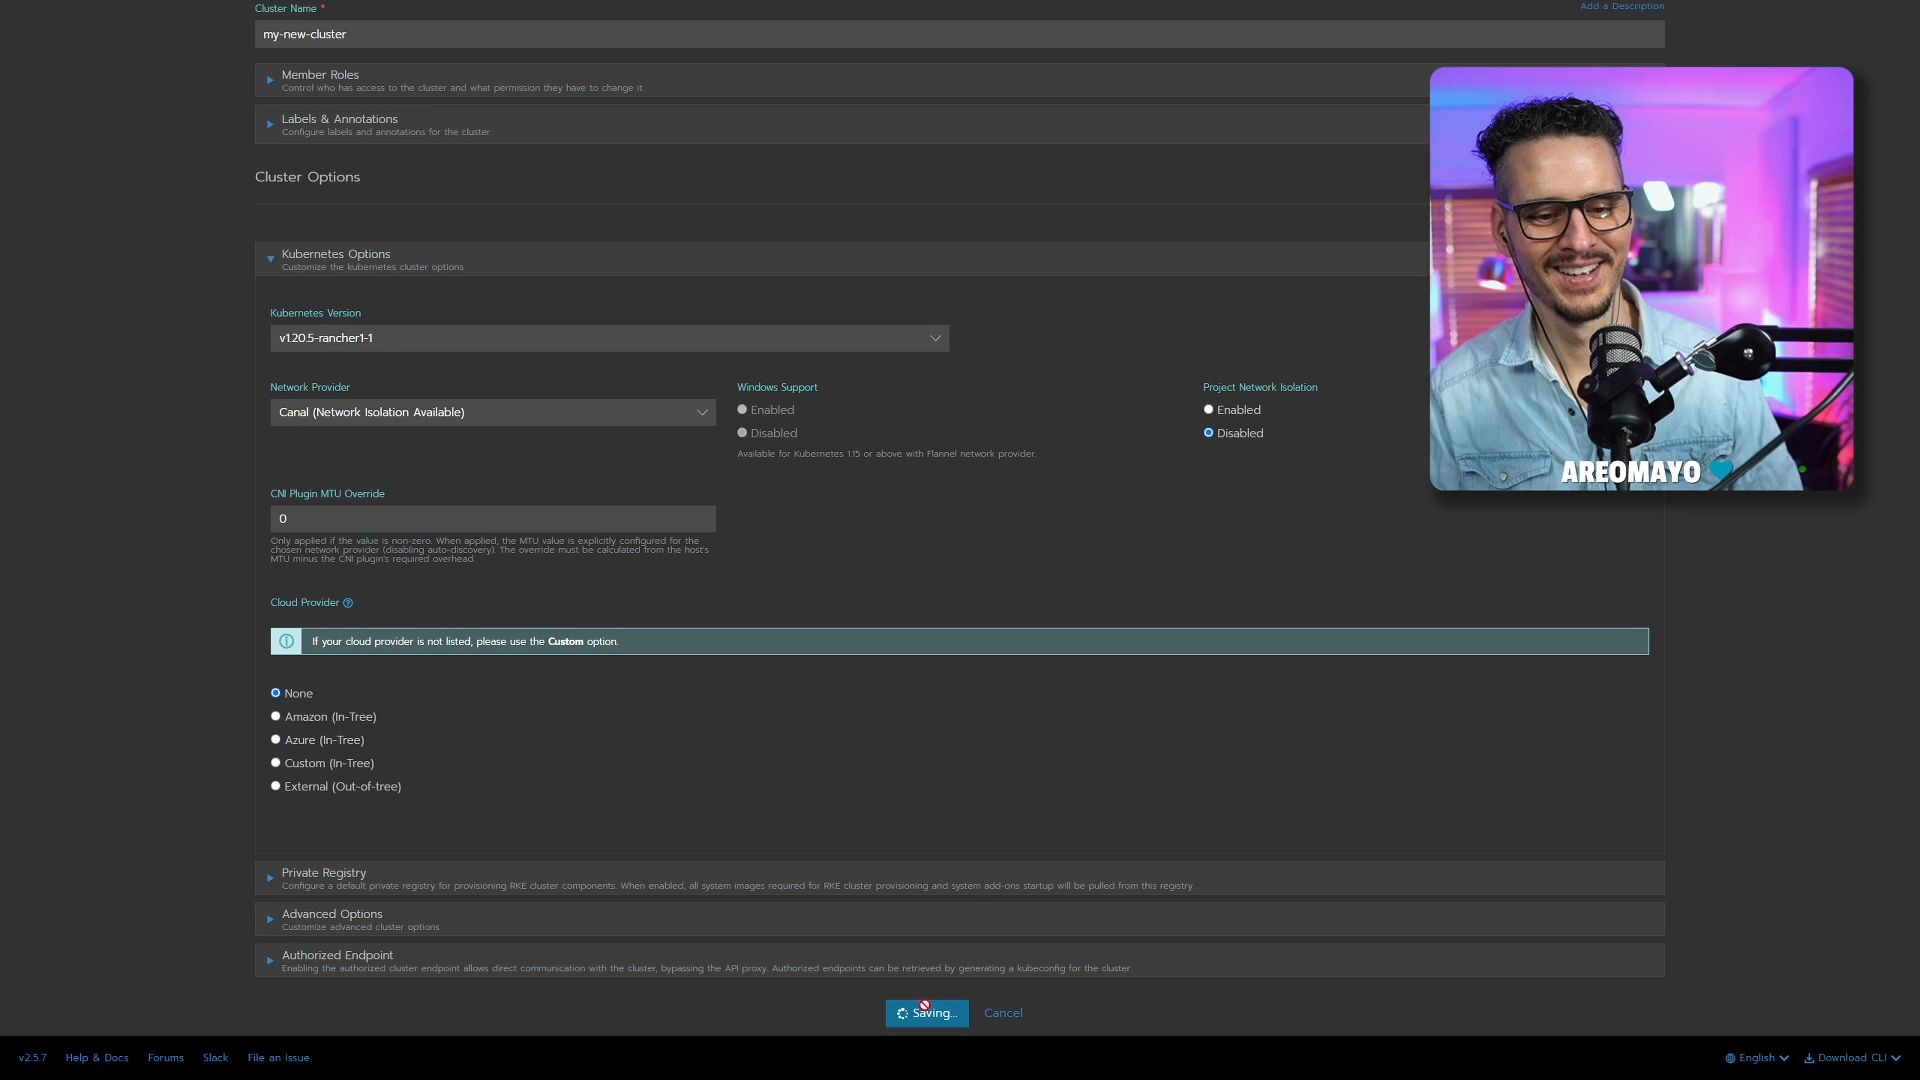 Cluster Name *
Add a Description
my-new-cluster
Member Roles
Control who has access to the cluster and what permission they have to change it.
Labels & Annotations
Configure labels and annotations for the cluster.
Cluster Options
Kubernetes Options
Customize the kubernetes cluster options
Kubernetes Version
v1.20.5-rancher1-1
Network Provider
Canal (Network Isolation Available)
Windows Support
Enabled
Disabled
Available for Kubernetes 1.15 or above with Flannel network provider.
Project Network Isolation
Enabled
Disabled
AREOMAYO
CNI Plugin MTU Override
0
Only applied if the value is non-zero. When applied, the MTU value is explicitly configured for the
chosen network provider (disabling auto-discovery). The override must be calculated from the host's
MTU minus the CNI plugin's required overhead.
Cloud Provider
If your cloud provider is not listed, please use the Custom option.
None
Amazon (In-Tree)
Azure (In-Tree)
Custom (In-Tree)
External (Out-of-tree)
Private Registry
Configure a default private registry for provisioning RKE cluster components. When enabled, all system images required for RKE cluster provisioning and system add-ons startup will be pulled from this registry.
Advanced Options
Customize advanced cluster options
Authorized Endpoint
Enabling the authorized cluster endpoint allows direct communication with the cluster, bypassing the API proxy. Authorized endpoints can be retrieved by generating a kubeconfig for the cluster.
Saving...
Cancel
v2.5.7
Help & Docs
Forums
Slack
File an Issue
English
Download CLI